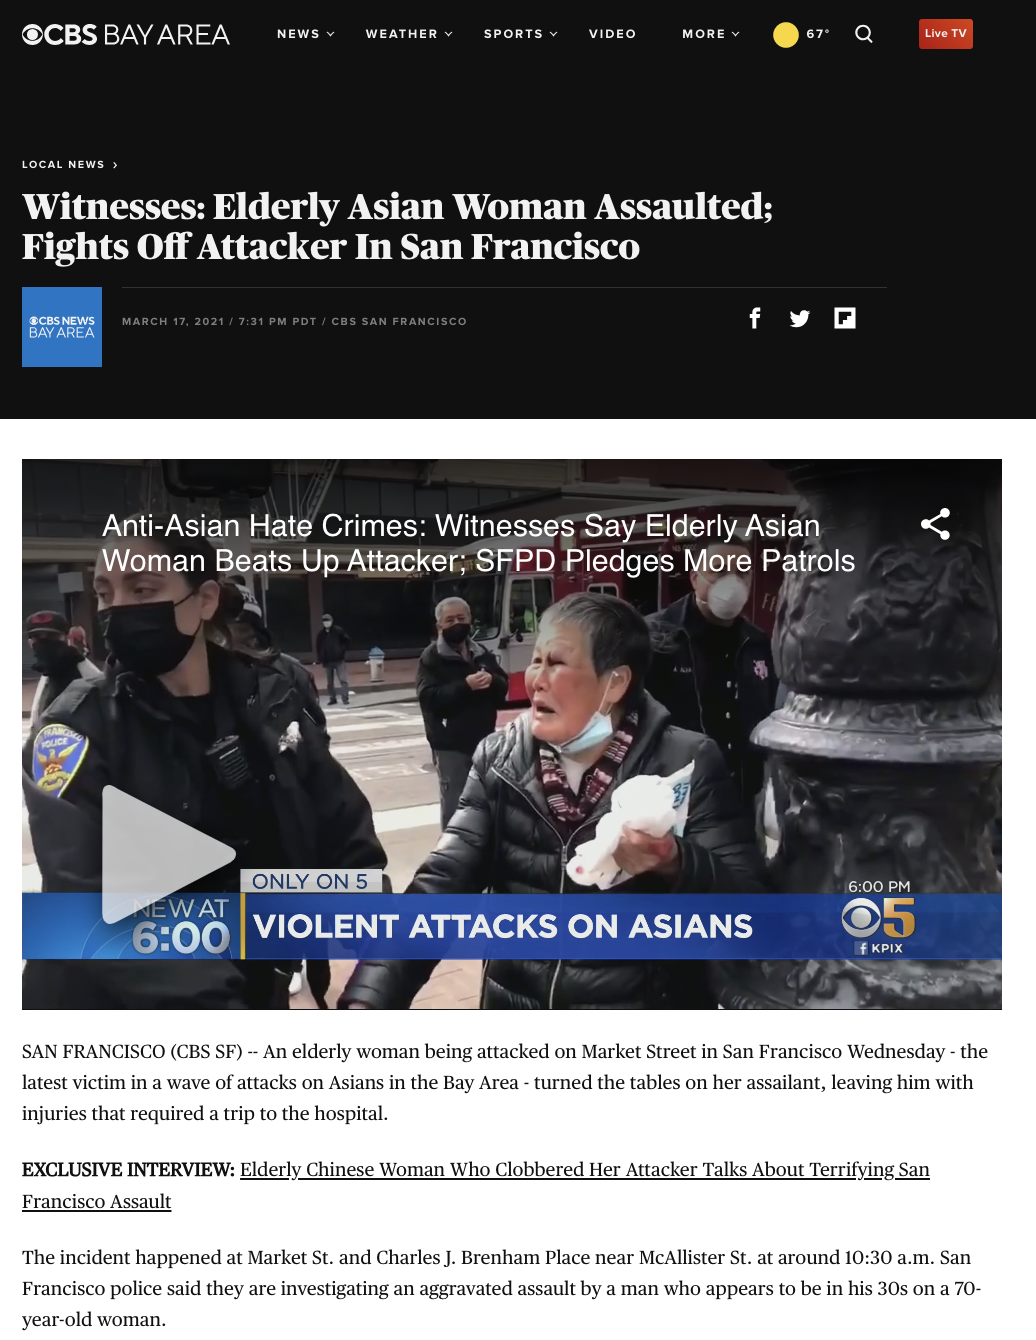 CBS BAY AREA
NEWS
WEATHER
SPORTS
VIDEO
MORE
67°
Live TV
LOCAL NEWS ›
Witnesses: Elderly Asian Woman Assaulted;
Fights Off Attacker In San Francisco
CBS NEWS
BAY AREA
MARCH 17, 2021 / 7:31 PM PDT / CBS SAN FRANCISCO
Anti-Asian Hate Crimes: Witnesses Say Elderly Asian
Woman Beats Up Attacker; SFPD Pledges More Patrols
SAN FRANCISCO
POLICE
ONLY ON 5
NEW AT
6:00
VIOLENT ATTACKS ON ASIANS
6:00 PM
5
f KPIX
SAN FRANCISCO (CBS SF) -- An elderly woman being attacked on Market Street in San Francisco Wednesday - the
latest victim in a wave of attacks on Asians in the Bay Area - turned the tables on her assailant, leaving him with
injuries that required a trip to the hospital.
EXCLUSIVE INTERVIEW: Elderly Chinese Woman Who Clobbered Her Attacker Talks About Terrifying San
Francisco Assault
The incident happened at Market St. and Charles J. Brenham Place near McAllister St. at around 10:30 a.m. San
Francisco police said they are investigating an aggravated assault by a man who appears to be in his 30s on a 70-
year-old woman.